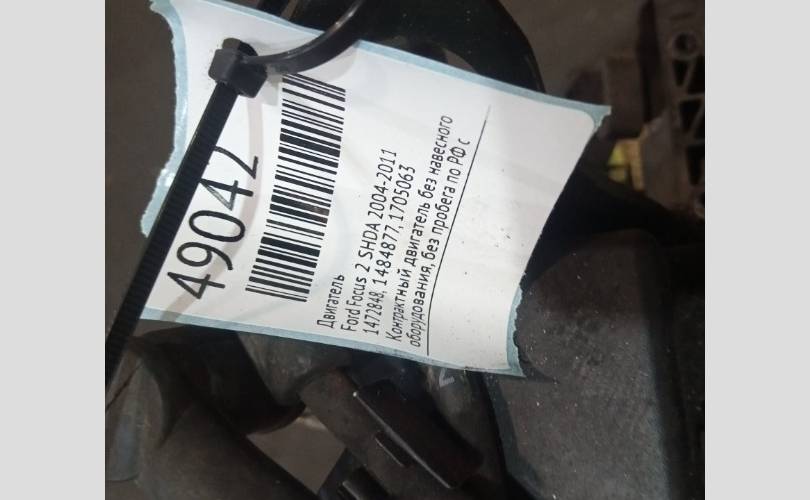 49042
Двигатель
Ford Focus 2 SHDA 2004-2011
1472848, 1484877, 1705063
Контрактный двигатель без навесного
оборудования, без пробега по РФ с